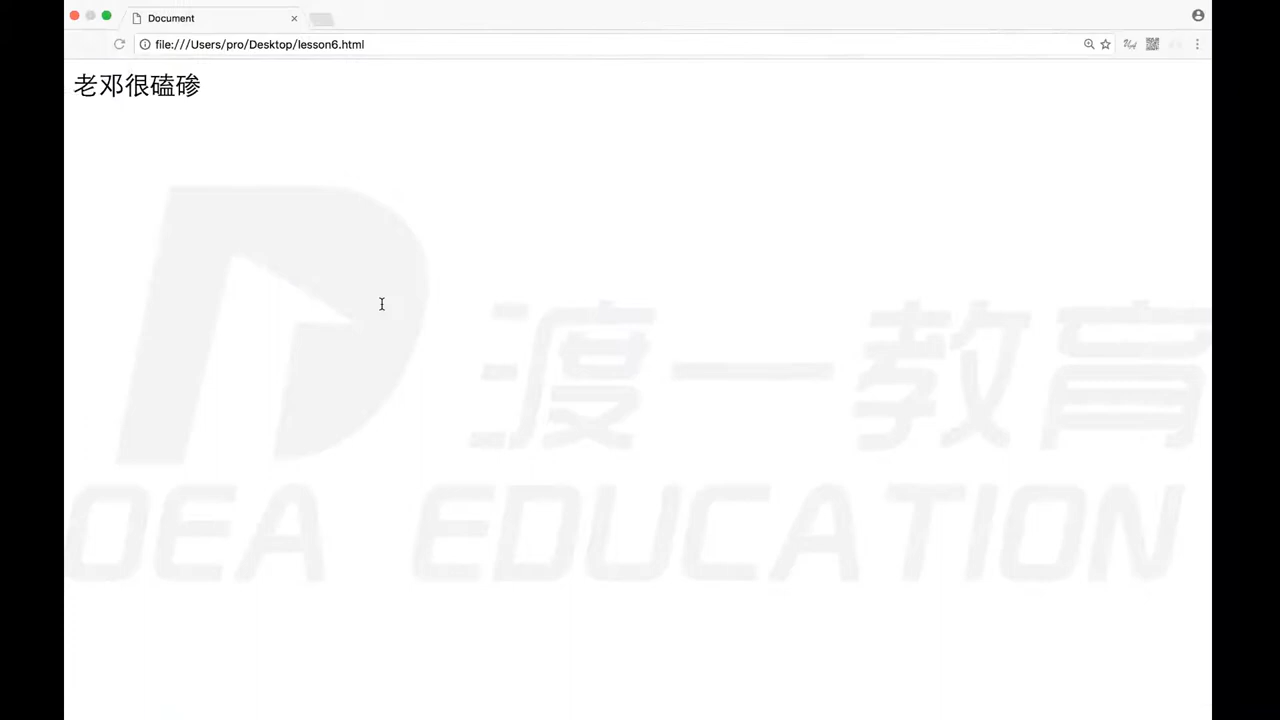 Document
file:///Users/pro/Desktop/lesson6.html
老邓很磕碜
渡一教育
DEA EDUCATION